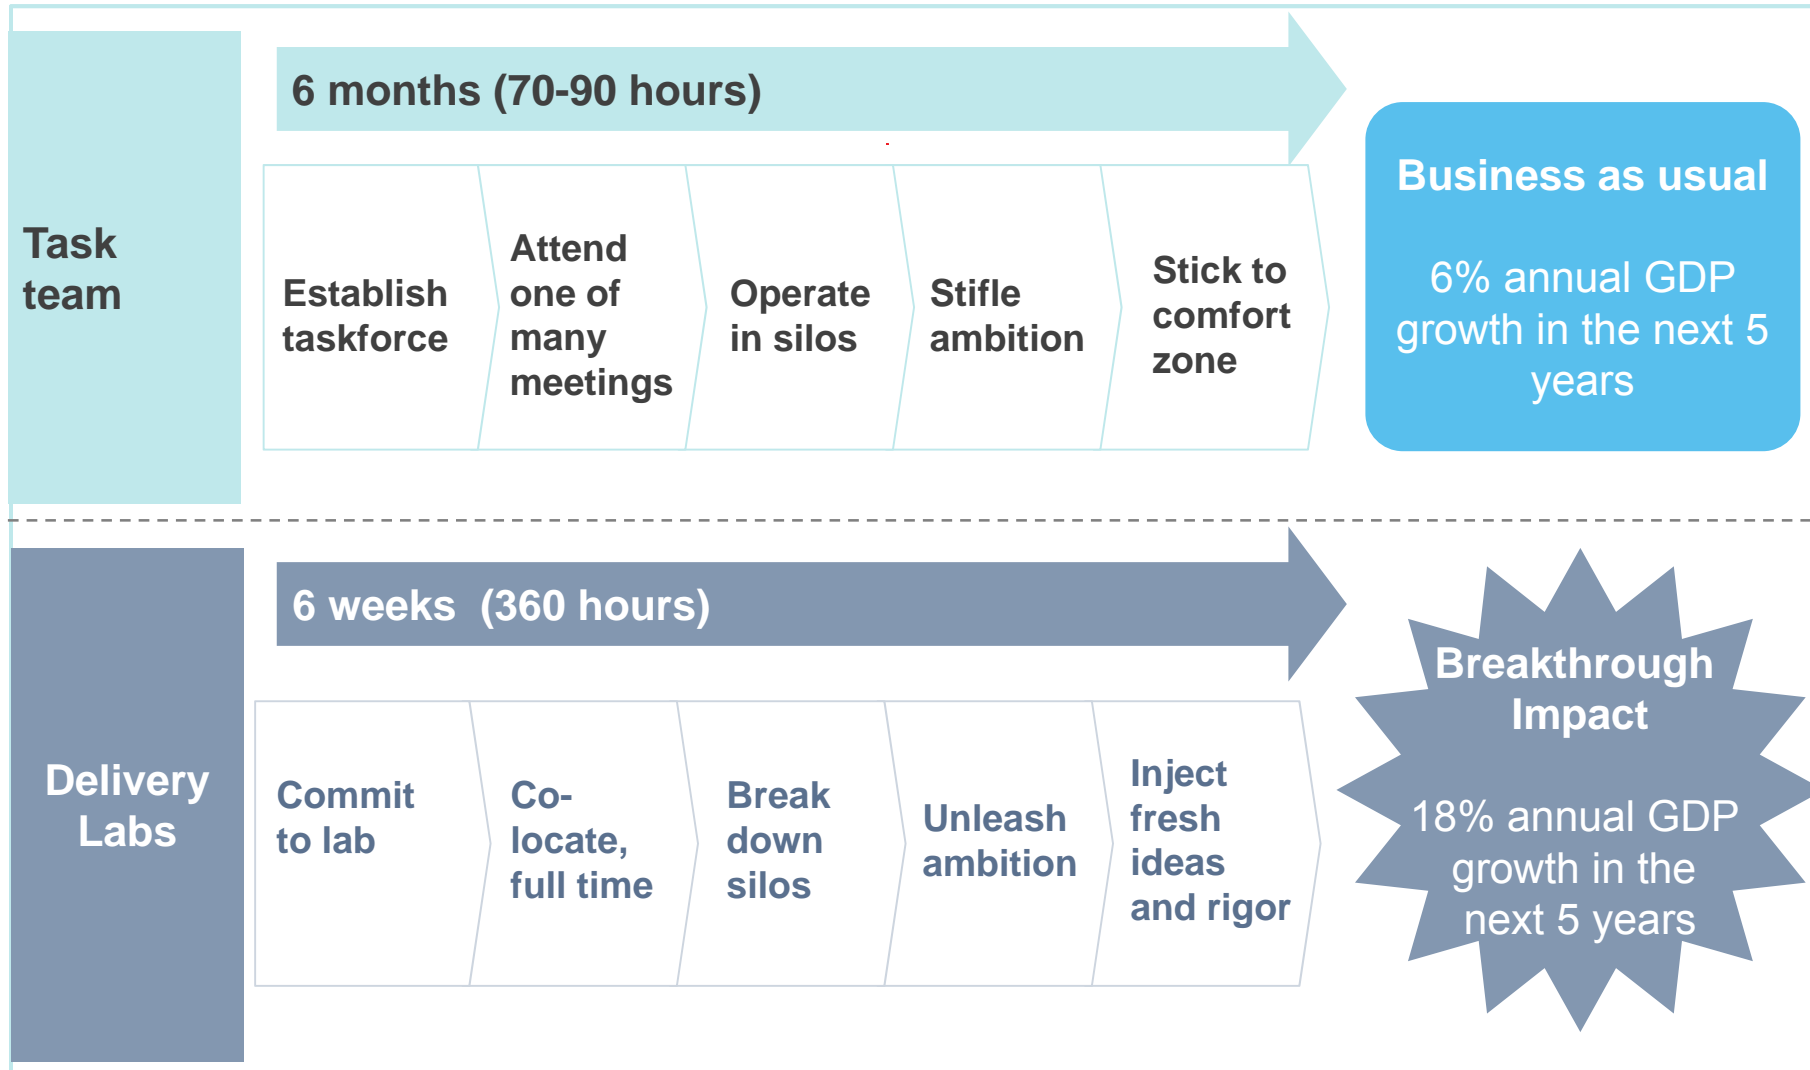 Task
team
6 months (70-90 hours)
Establish
taskforce
Attend
one of
many
meetings
Operate
in silos
Stifle
ambition
Stick to
comfort
zone
Business as usual
6% annual GDP
growth in the next 5
years
Delivery
Labs
6 weeks  (360 hours)
Commit
to lab
Co-
locate,
full time
Break
down
silos
Unleash
ambition
Inject
fresh
ideas
and rigor
Breakthrough
Impact
18% annual GDP
growth in the
next 5 years